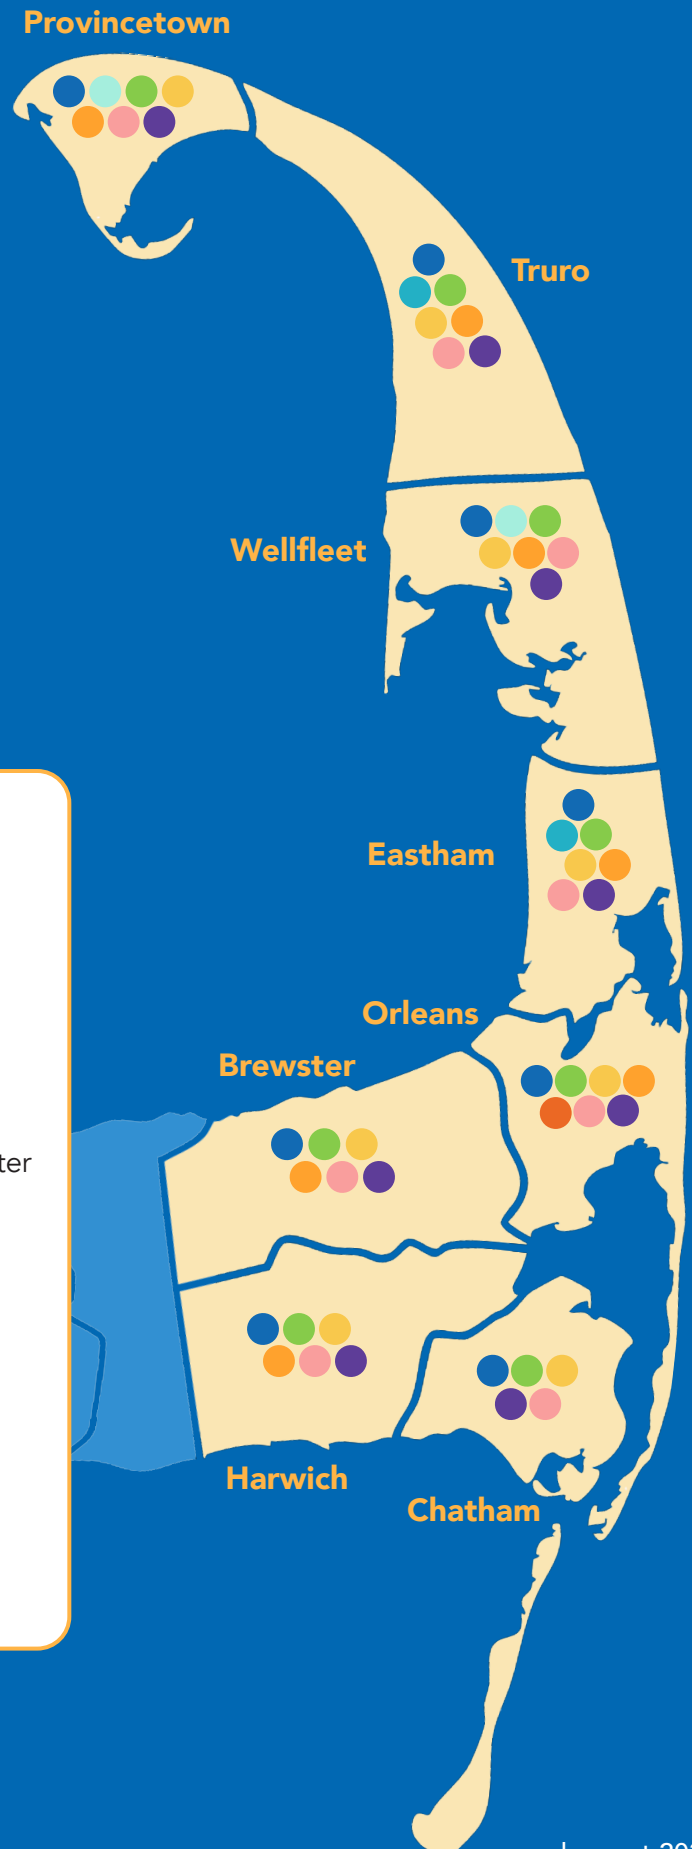 Provincetown
Truro
Wellfleet
Eastham
Orleans
Brewster
Harwich
Chatham